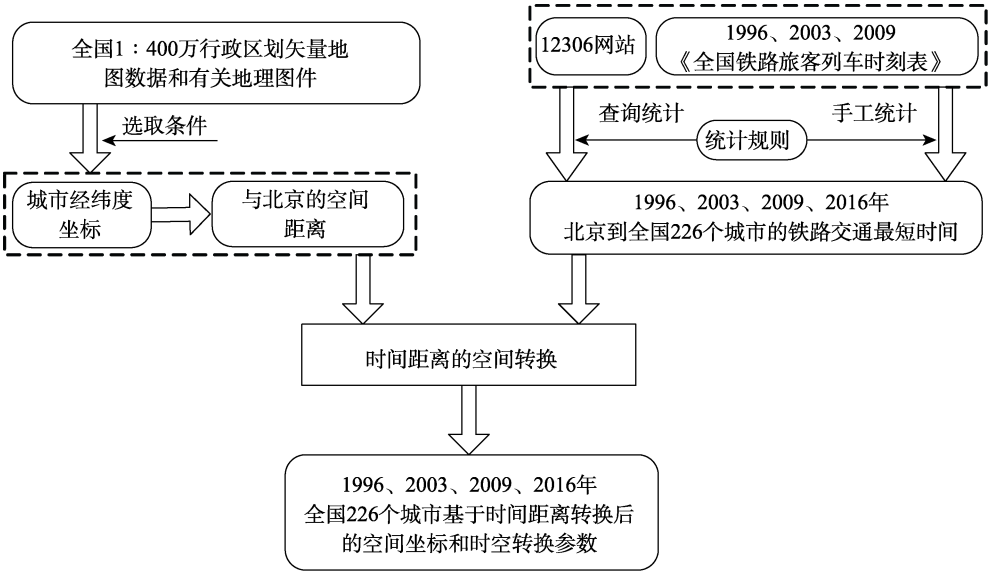 全国1：400万行政区划矢量地
图数据和有关地理图件
选取条件
城市经纬度
坐标
与北京的空间
距离
12306网站
1996、2003、2009
《全国铁路旅客列车时刻表》
查询统计
统计规则
手工统计
1996、2003、2009、2016年
北京到全国226个城市的铁路交通最短时间
时间距离的空间转换
1996、2003、2009、2016年
全国226个城市基于时间距离转换后
的空间坐标和时空转换参数